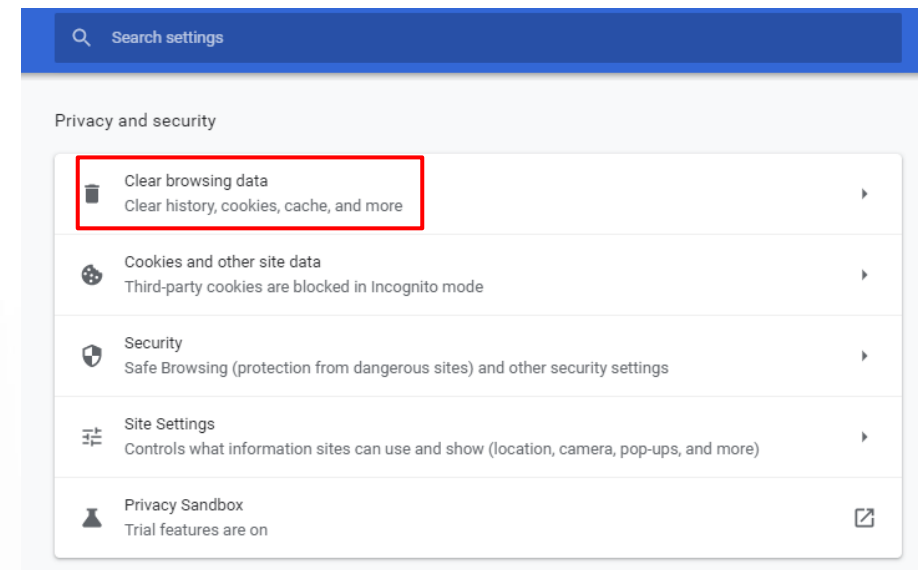 Search settings
Privacy and security
Clear browsing data
Clear history, cookies, cache, and more
Cookies and other site data
Third-party cookies are blocked in Incognito mode
Security
Safe Browsing (protection from dangerous sites) and other security settings
Site Settings
Controls what information sites can use and show (location, camera, pop-ups, and more)
Privacy Sandbox
Trial features are on